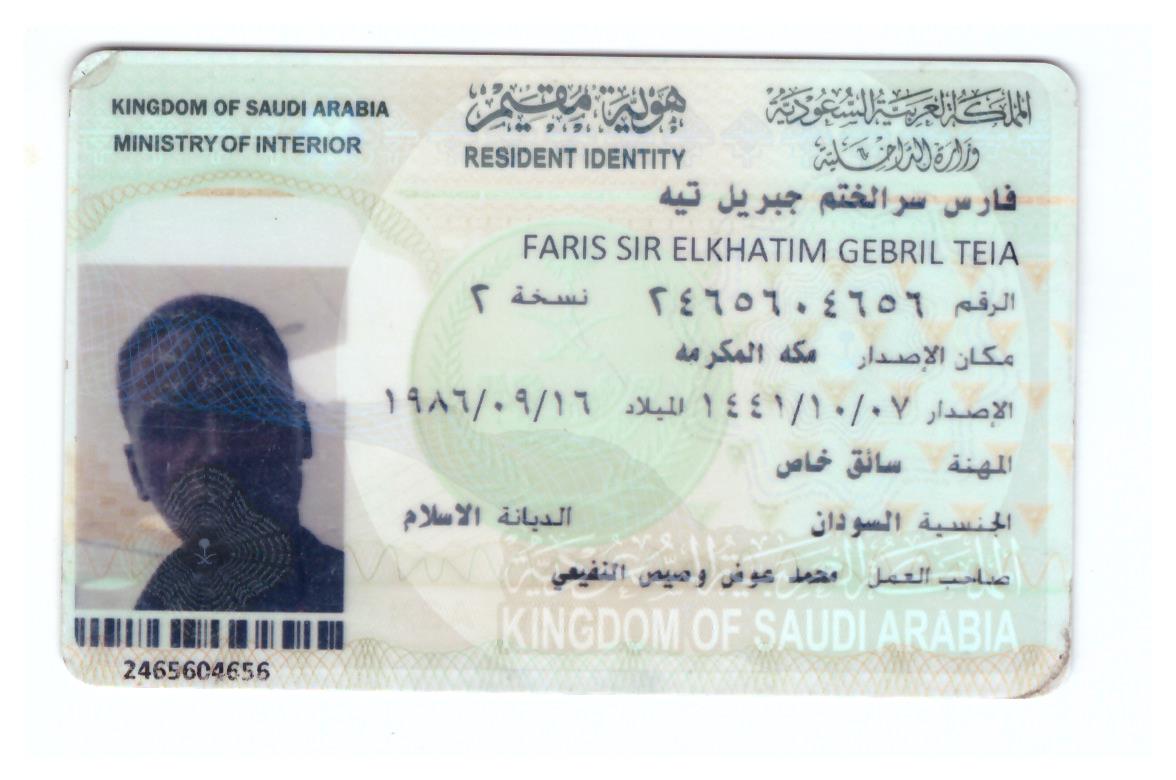 KINGDOM OF SAUDI ARABIA
MINISTRY OF INTERIOR
هوية مقيم
RESIDENT IDENTITY
المملكة العربية السعودية
وزارة الداخلية
فارس سرالختم جبريل تيه
FARIS SIR ELKHATIM GEBRIL TEIA
الرقم ٢٤٦٥٦٠٤٦٥٦ نسخة ٢
مكان الإصدار مكه المكرمه
الإصدار ١٤٤١/١٠/٠٧ الميلاد ١٩٨٦/٠٩/١٦
المهنة سائق خاص
الجنسية السودان الديانة الاسلام
صاحب العمل محمد عوض وصيص النفيعي
المملكة العربية السعودية
KINGDOM OF SAUDI ARABIA
2465604656